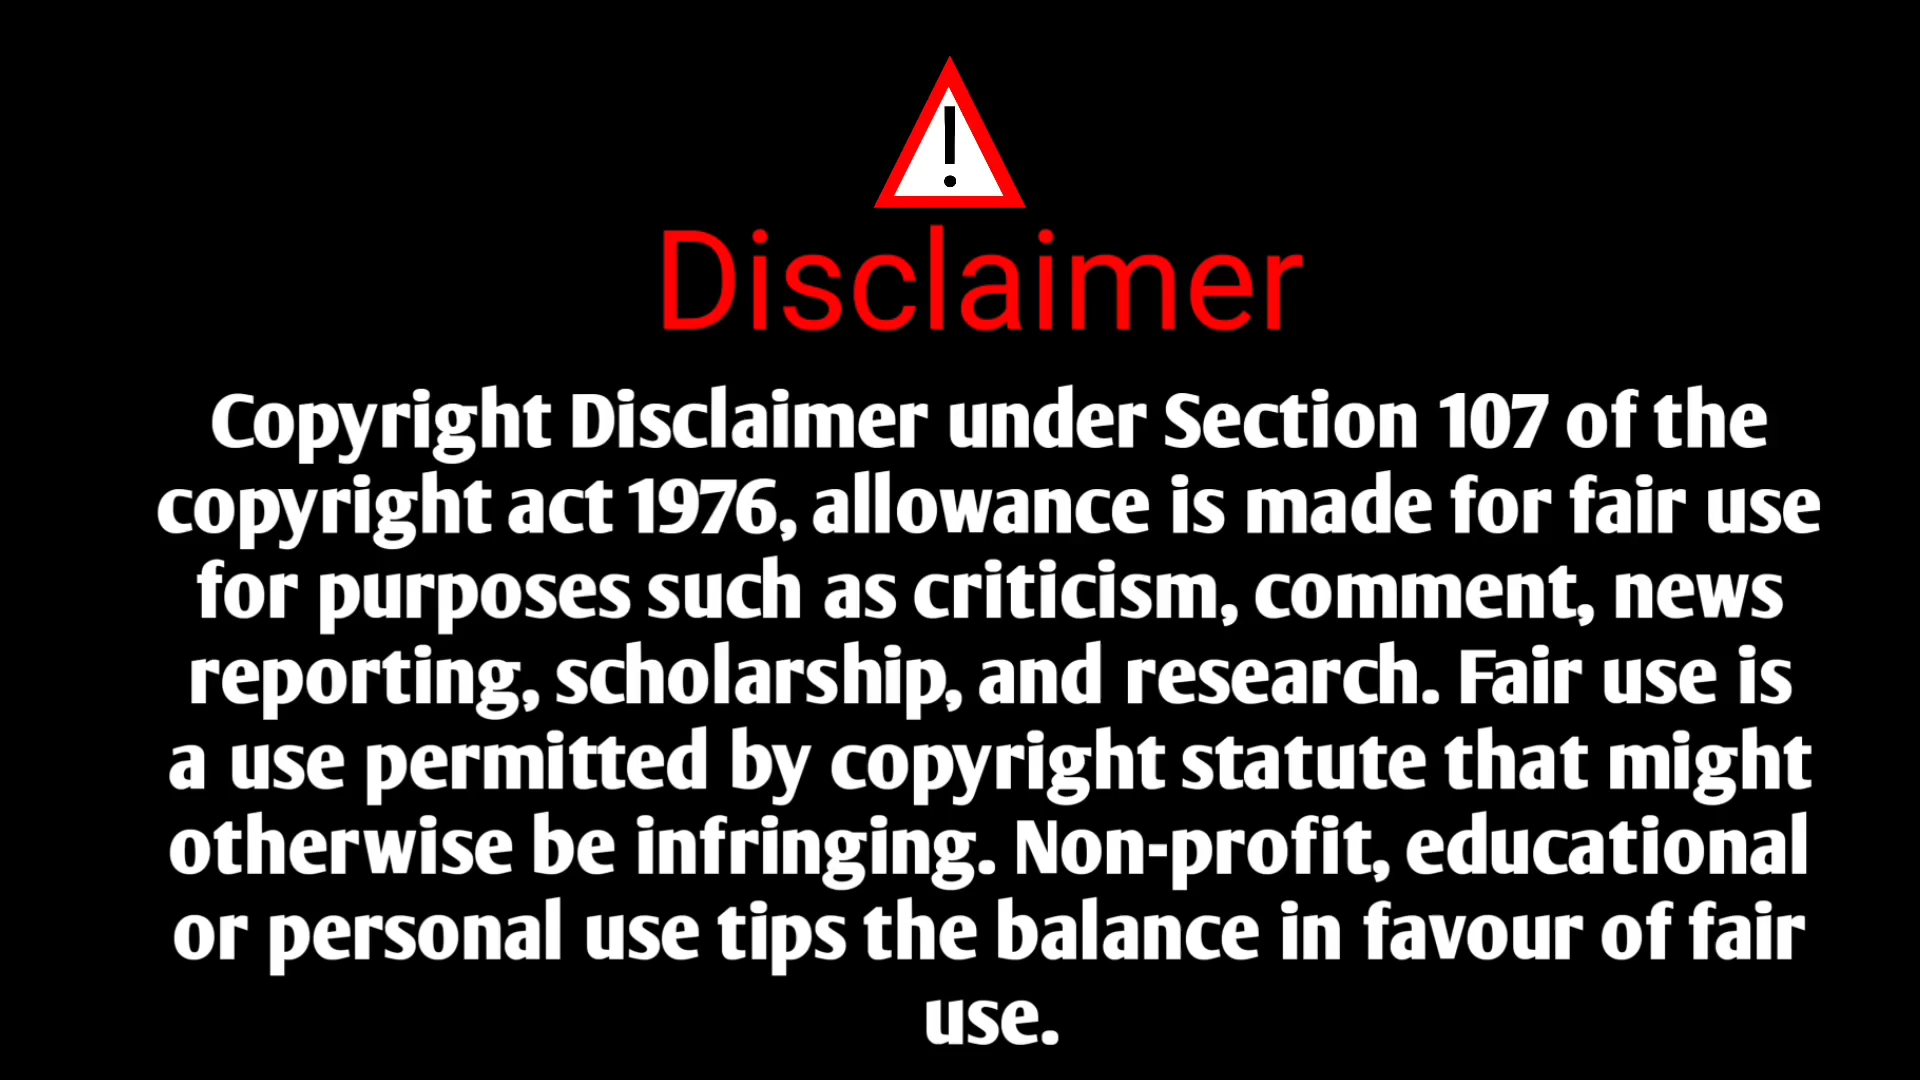 Disclaimer
Copyright Disclaimer under Section 107 of the
copyright act 1976, allowance is made for fair use
for purposes such as criticism, comment, news
reporting, scholarship, and research. Fair use is
a use permitted by copyright statute that might
otherwise be infringing. Non-profit, educational
or personal use tips the balance in favour of fair
use.